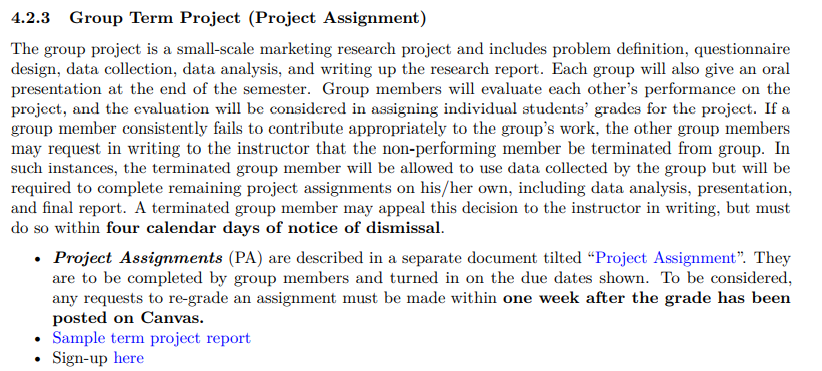 4.2.3 Group Term Project (Project Assignment)
The group project is a small-scale marketing research project and includes problem definition, questionnaire
design, data collection, data analysis, and writing up the research report. Each group will also give an oral
presentation at the end of the semester. Group members will evaluate each other's performance on the
project, and the evaluation will be considered in assigning individual students' grades for the project. If a
group member consistently fails to contribute appropriately to the group's work, the other group members
may request in writing to the instructor that the non-performing member be terminated from group. In
such instances, the terminated group member will be allowed to use data collected by the group but will be
required to complete remaining project assignments on his/her own, including data analysis, presentation,
and final report. A terminated group member may appeal this decision to the instructor in writing, but must
do so within four calendar days of notice of dismissal.
• Project Assignments (PA) are described in a separate document tilted "Project Assignment". They
are to be completed by group members and turned in on the due dates shown. To be considered,
any requests to re-grade an assignment must be made within one week after the grade has been
posted on Canvas.
• Sample term project report
• Sign-up here